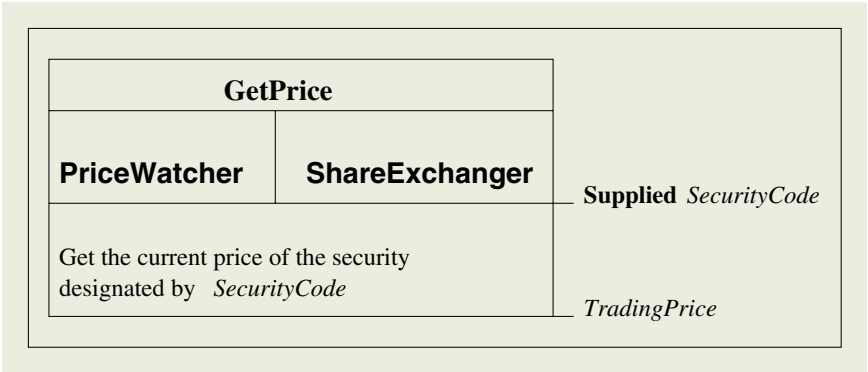 GetPrice
PriceWatcher ShareExchanger
Supplied SecurityCode
Get the current price of the security
designated by SecurityCode
TradingPrice